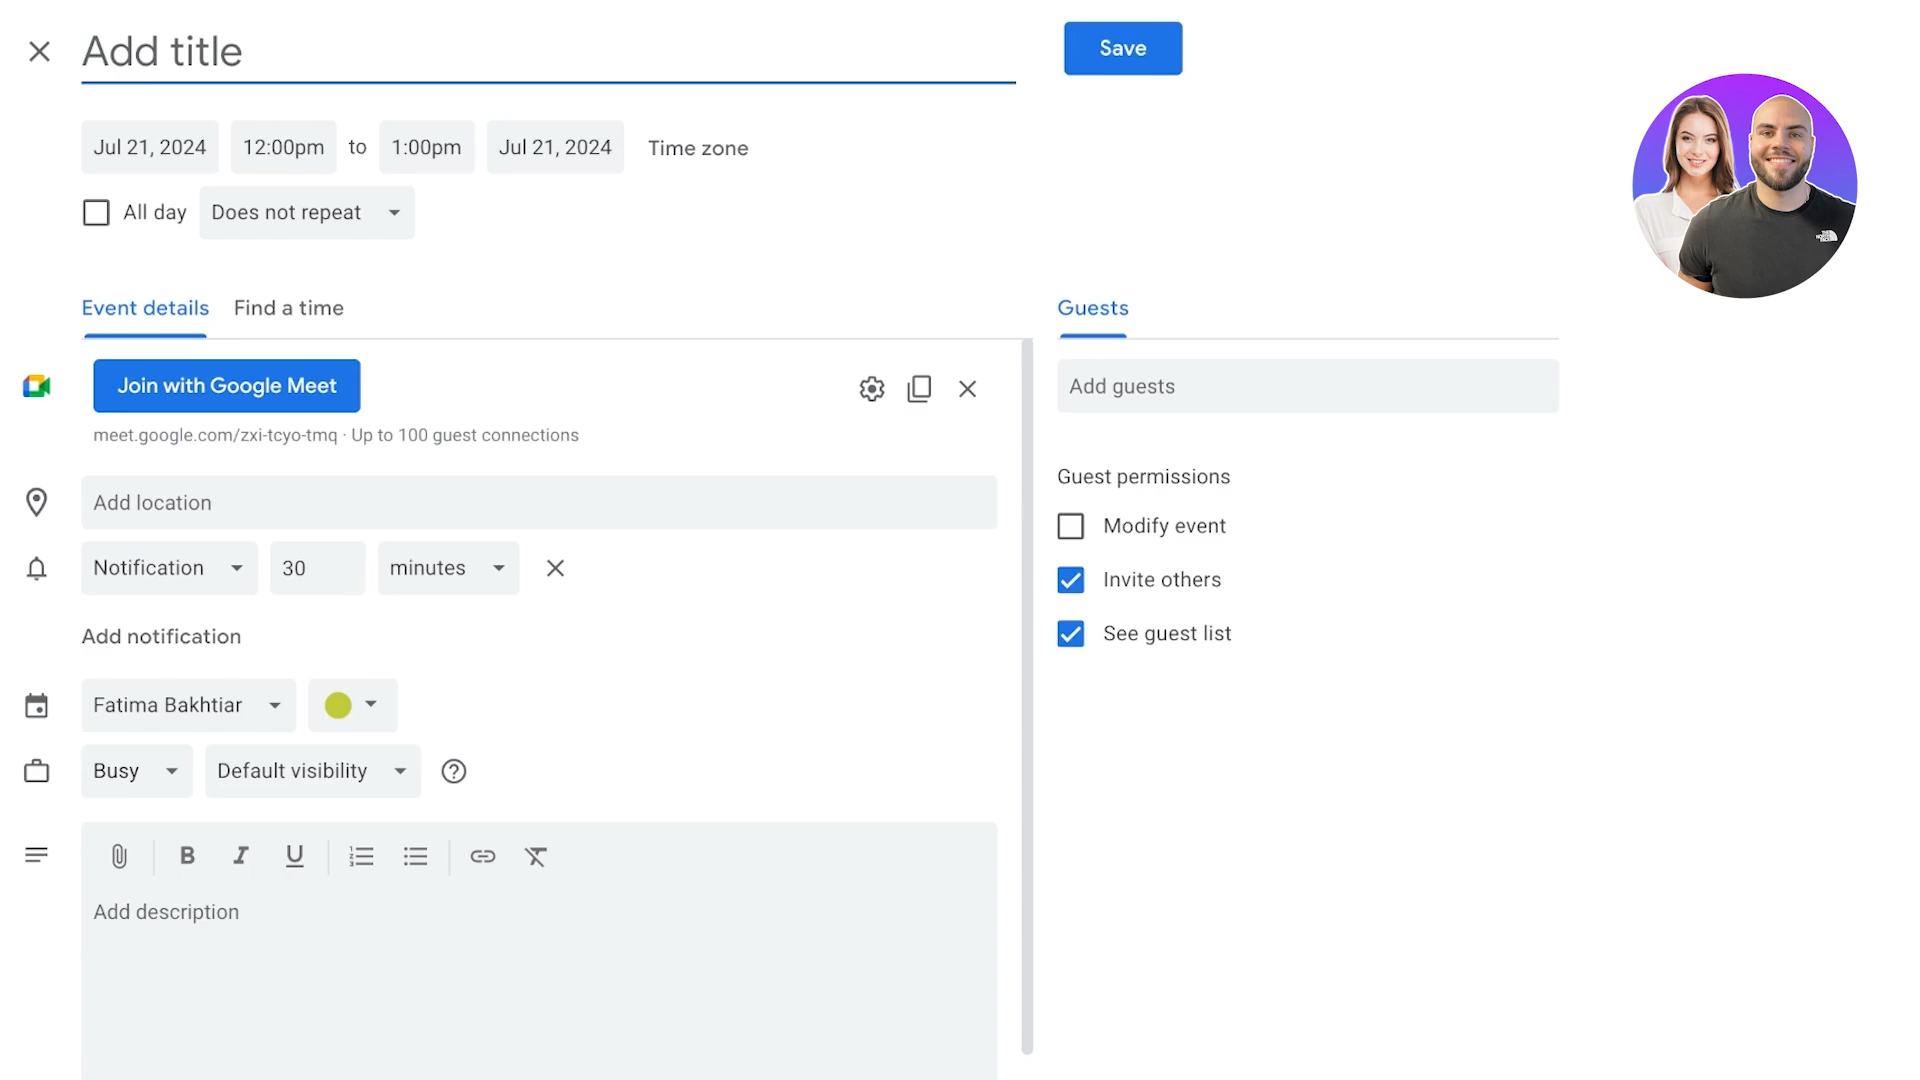 Add title
Save
Jul 21, 2024 12:00pm to 1:00pm Jul 21, 2024 Time zone
All day Does not repeat
Event details Find a time
Guests
Join with Google Meet
meet.google.com/zxi-tcyo-tmq · Up to 100 guest connections
Add location
Notification 30 minutes
Add notification
Fatima Bakhtiar
Busy Default visibility
B I U
Add description
Add guests
Guest permissions
Modify event
Invite others
See guest list